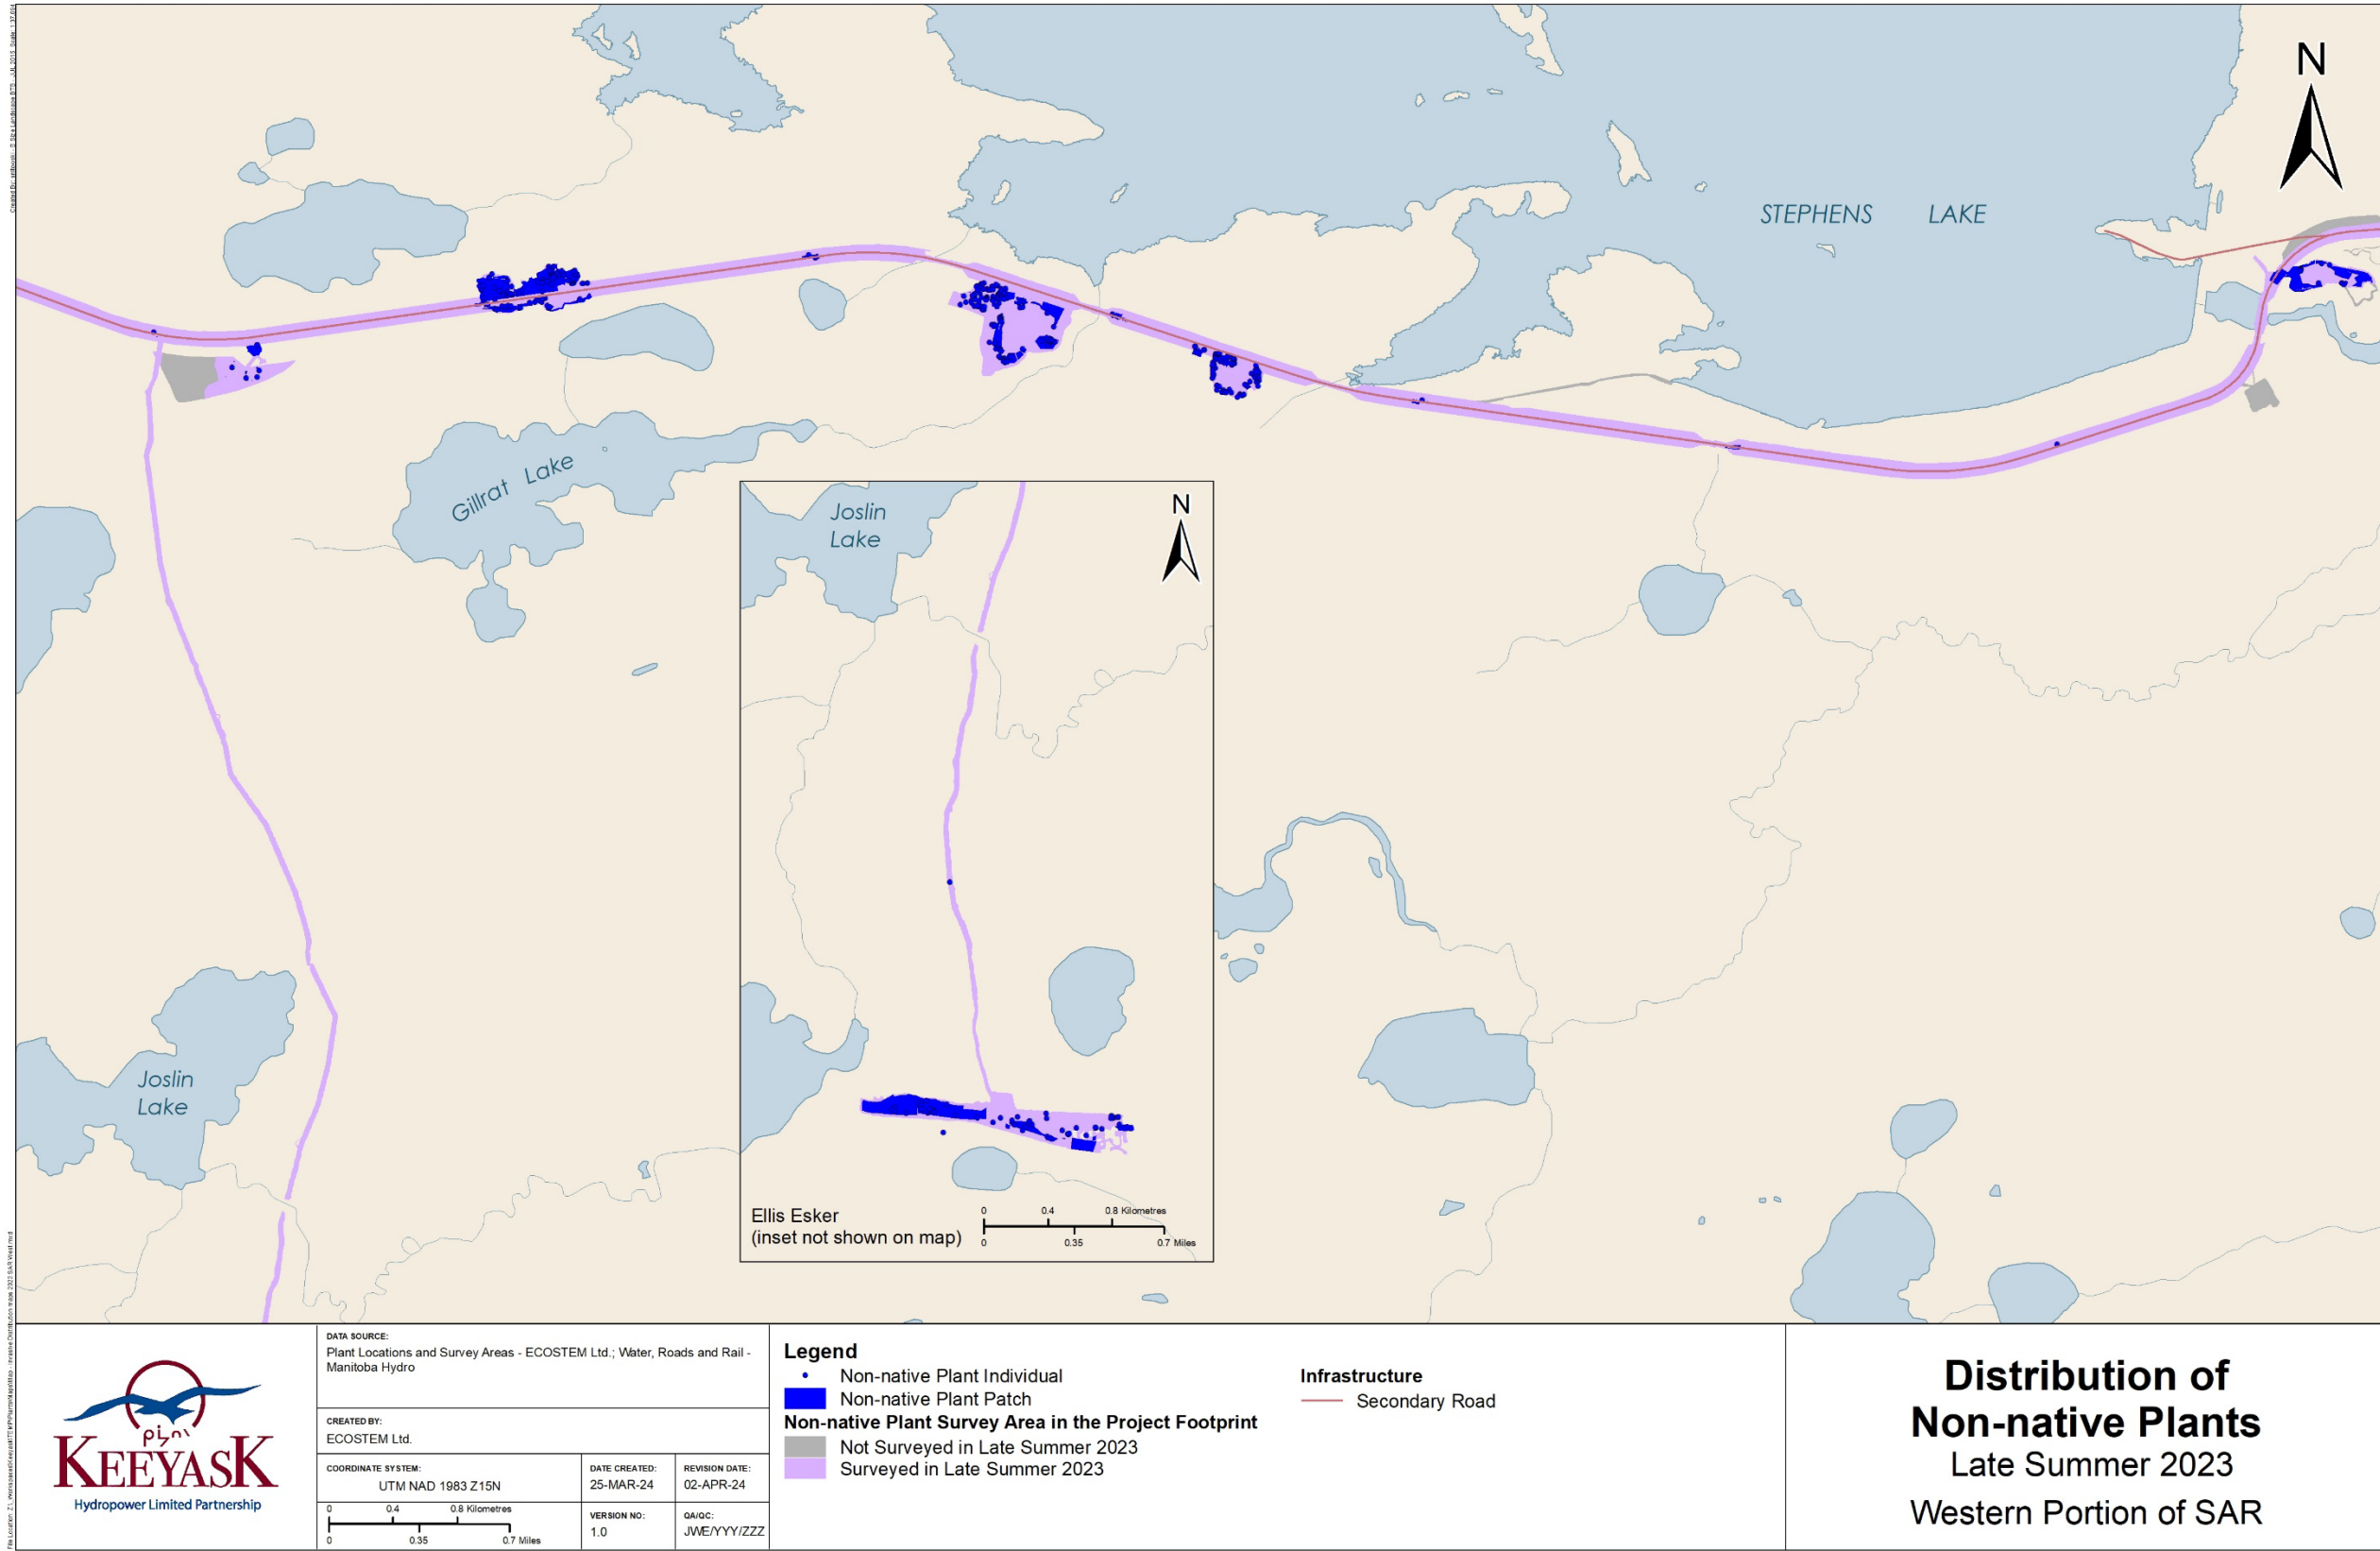 N
STEPHENS LAKE
Gillrat Lake
Joslin
Lake
N
Joslin
Lake
Ellis Esker
(inset not shown on map)
0 0.4 0.8 Kilometres
0 0.35 0.7 Miles
KEEYASK
Hydropower Limited Partnership
DATA SOURCE:
Plant Locations and Survey Areas - ECOSTEM Ltd.; Water, Roads and Rail -
Manitoba Hydro
CREATED BY:
ECOSTEM Ltd.
COORDINATE SYSTEM:
UTM NAD 1983 Z15N
DATE CREATED:
25-MAR-24
REVISION DATE:
02-APR-24
0 0.4 0.8 Kilometres
0 0.35 0.7 Miles
VERSION NO:
1.0
QA/QC:
JWE/YYY/ZZZ
Legend
Non-native Plant Individual
Non-native Plant Patch
Non-native Plant Survey Area in the Project Footprint
Not Surveyed in Late Summer 2023
Surveyed in Late Summer 2023
Infrastructure
Secondary Road
Distribution of
Non-native Plants
Late Summer 2023
Western Portion of SAR